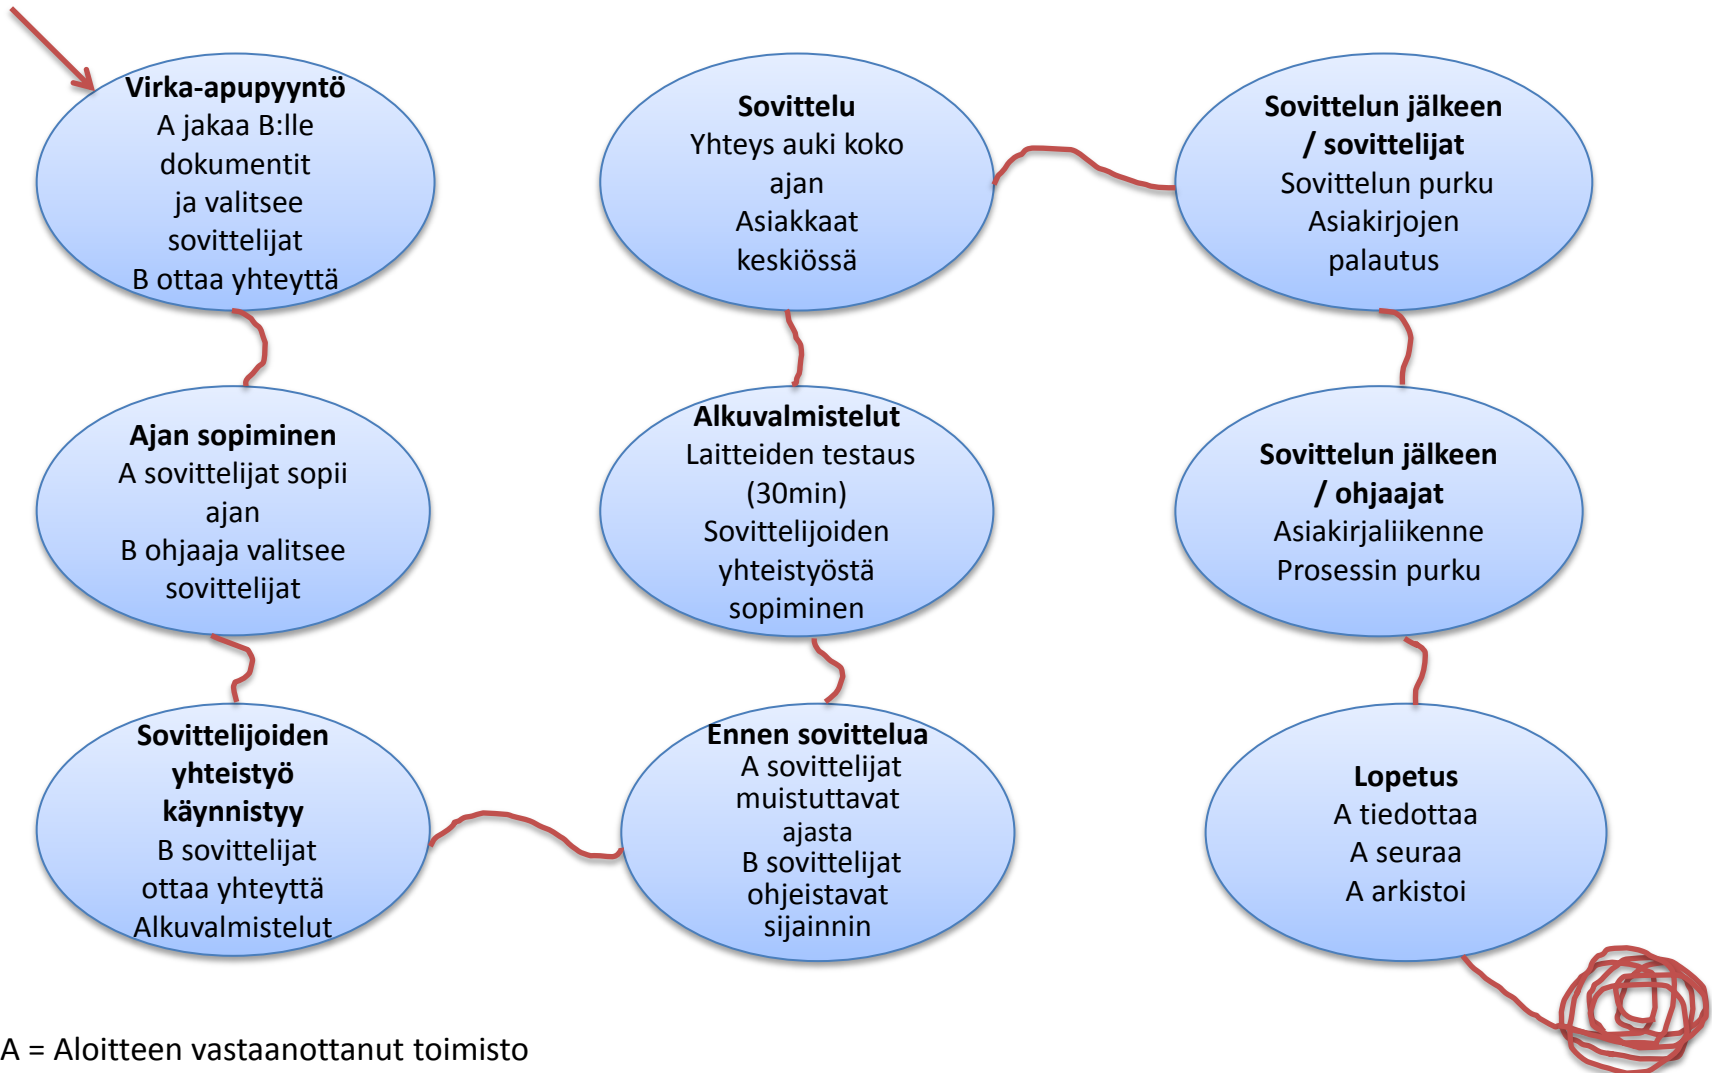 Virka-apupyyntö
A jakaa B:lle
dokumentit
ja valitsee
sovittelijat
B ottaa yhteyttä
Ajan sopiminen
A sovittelijat sopii
ajan
B ohjaaja valitsee
sovittelijat
Sovittelijoiden
yhteistyö
käynnistyy
B sovittelijat
ottaa yhteyttä
Alkuvalmistelut
Ennen sovittelua
A sovittelijat
muistuttavat
ajasta
B sovittelijat
ohjeistavat
sijainnin
Alkuvalmistelut
Laitteiden testaus
(30min)
Sovittelijoiden
yhteistyöstä
sopiminen
Sovittelu
Yhteys auki koko
ajan
Asiakkaat
keskiössä
Sovittelun jälkeen
/ sovittelijat
Sovittelun purku
Asiakirjojen
palautus
Sovittelun jälkeen
/ ohjaajat
Asiakirjaliikenne
Prosessin purku
Lopetus
A tiedottaa
A seuraa
A arkistoi
A = Aloitteen vastaanottanut toimisto